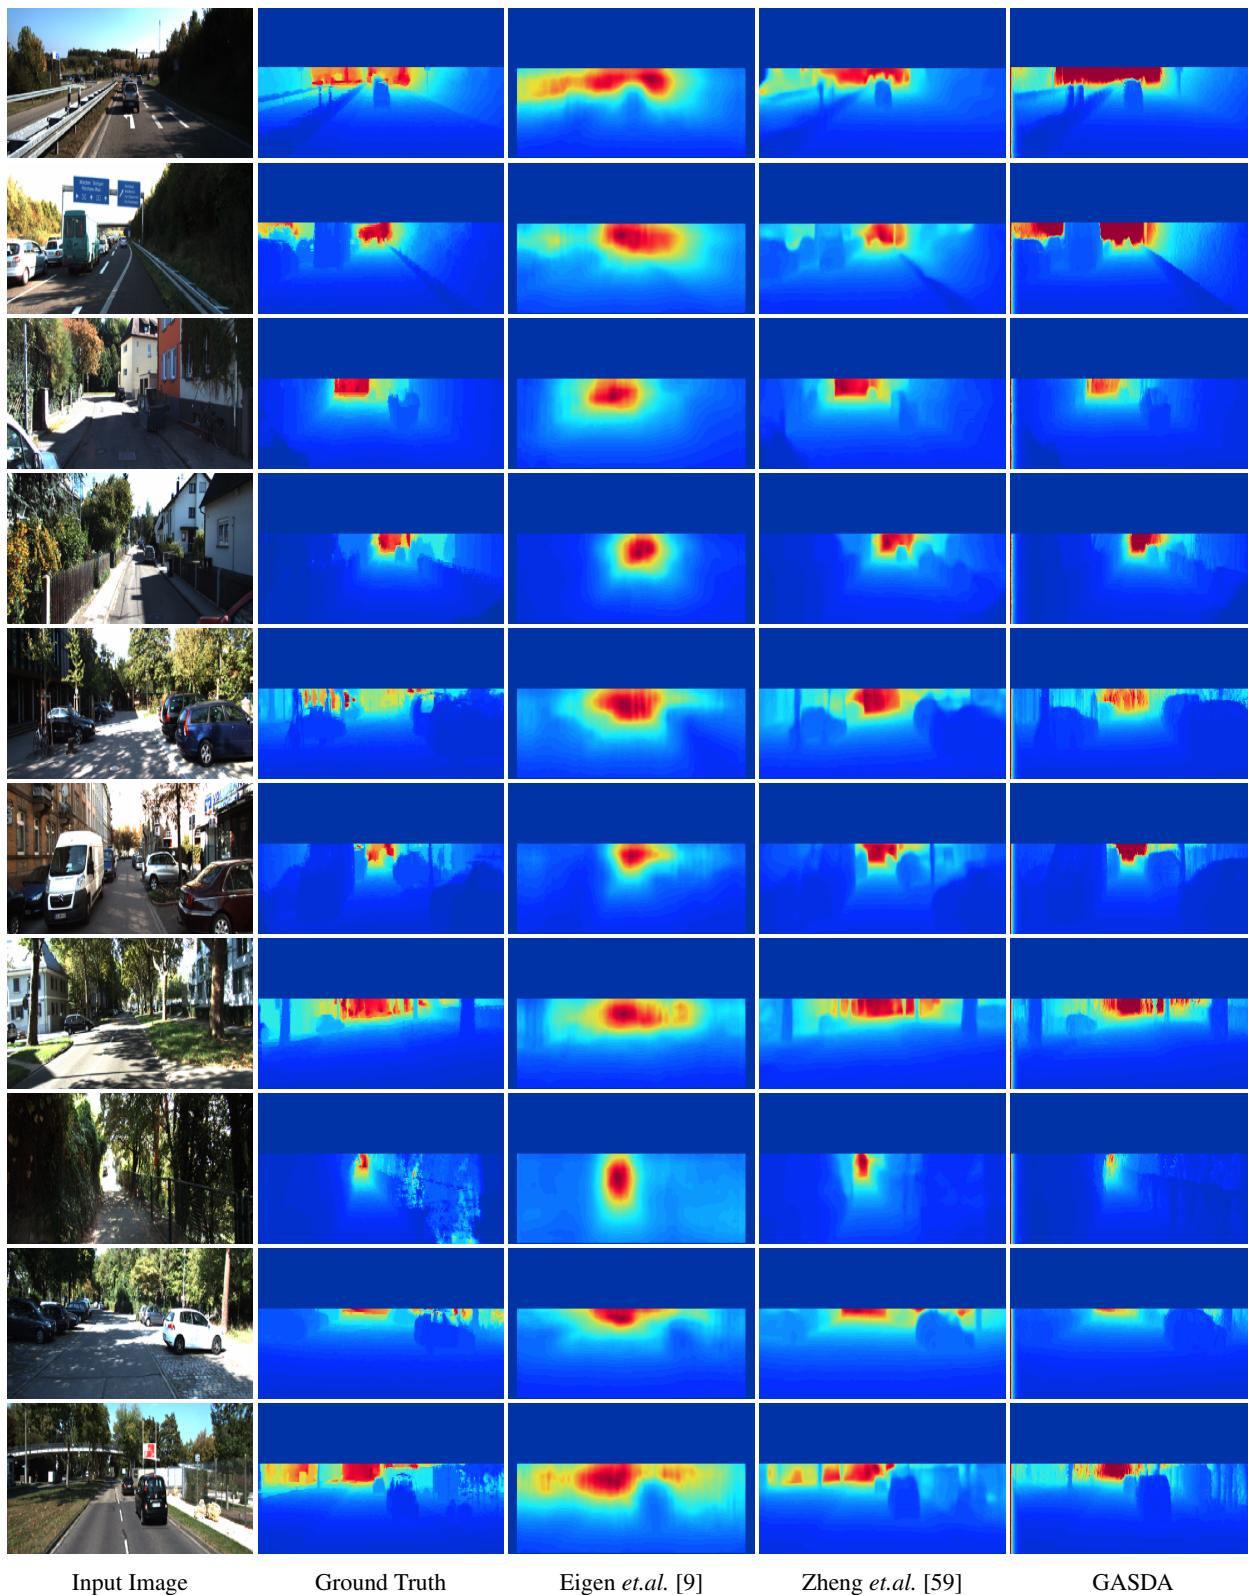 Input Image
Ground Truth
Eigen et.al. [9]
Zheng et.al. [59]
GASDA